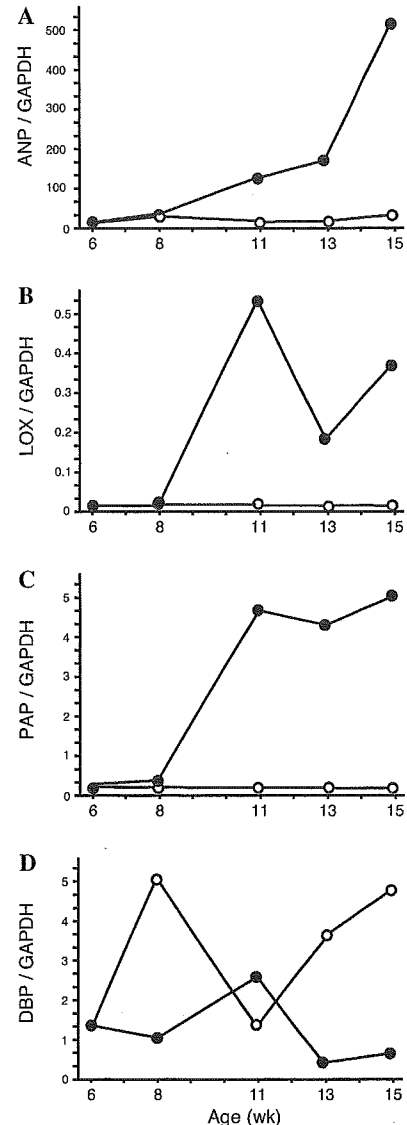 A
ANP / GAPDH
500
400
300
200
100
0
6 8 11 13 15
B
LOX / GAPDH
0.5
0.4
0.3
0.2
0.1
0
6 8 11 13 15
C
PAP / GAPDH
5
4
3
2
1
0
6 8 11 13 15
D
DBP / GAPDH
5
4
3
2
1
0
6 8 11 13 15
Age (wk)